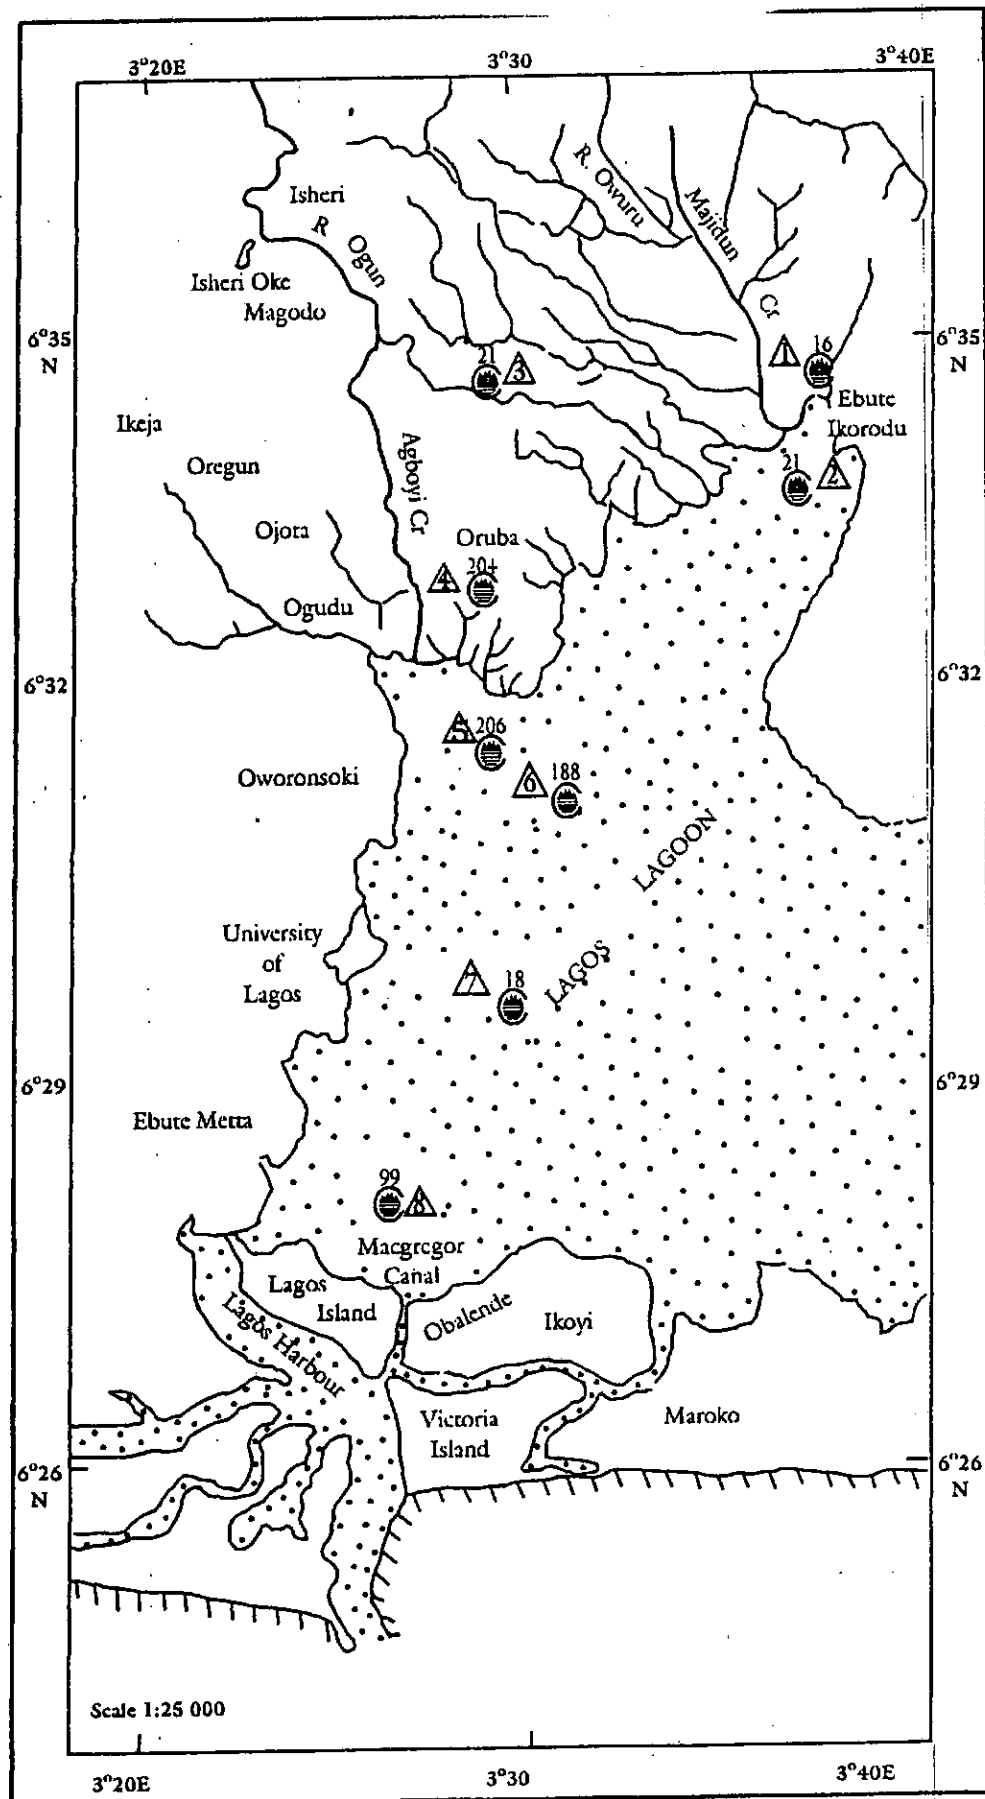 3°20E
3°30
3°40E
Isheri
R. Owuru
Majidun
R Ogun
Isheri Oke
Magodo
Cr
6°35
N
6°35
N
1
16
21
3
Ebute
Ikorodu
Ikeja
Agboyi Cr
Oregun
21
2
Ojota
Oruba
4
204
Ogudu
6°32
6°32
5
206
6
188
Oworonsoki
LAGOS LAGOON
University
of
Lagos
7
18
6°29
6°29
Ebute Metta
99
8
Macgregor
Canal
Lagos
Island
Obalende
Ikoyi
Lagos Harbour
Victoria
Island
Maroko
6°26
N
6°26
N
Scale 1:25 000
3°20E
3°30
3°40E